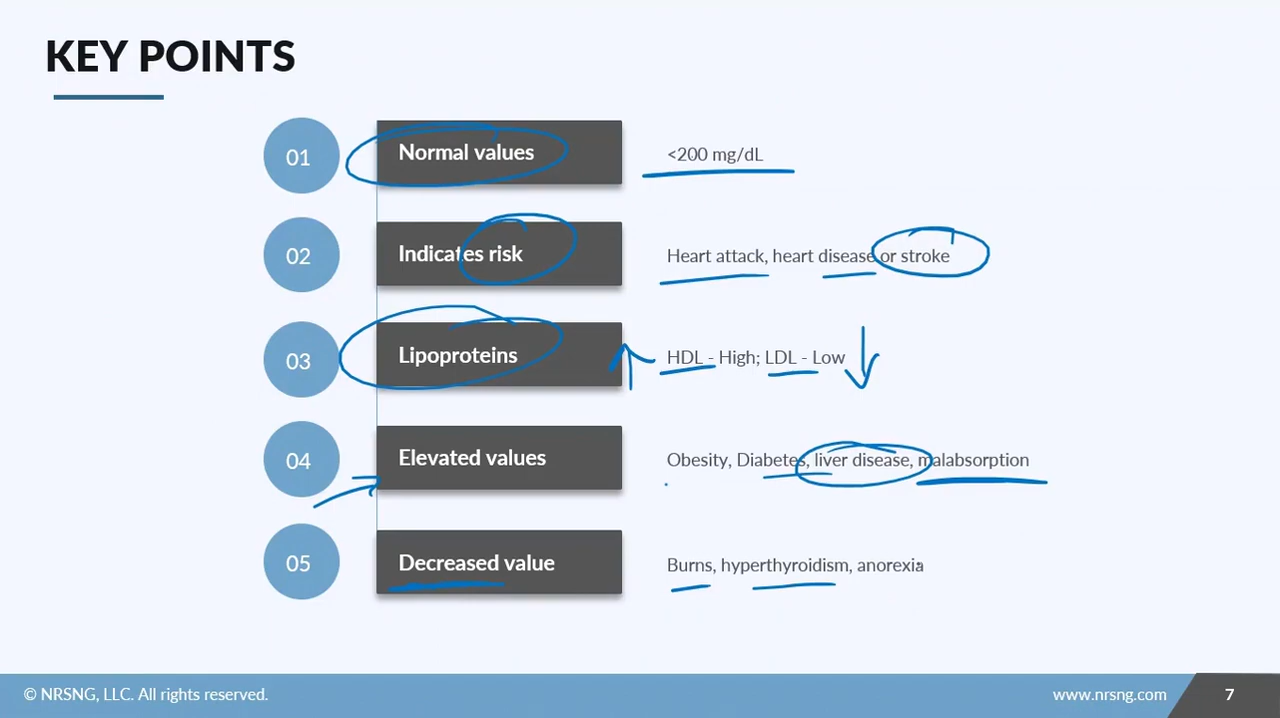 KEY POINTS
01 Normal values <200 mg/dL
02 Indicates risk Heart attack, heart disease or stroke
03 Lipoproteins HDL - High; LDL - Low
04 Elevated values Obesity, Diabetes, liver disease, malabsorption
05 Decreased value Burns, hyperthyroidism, anorexia
© NRSNG, LLC. All rights reserved. www.nrsng.com 7